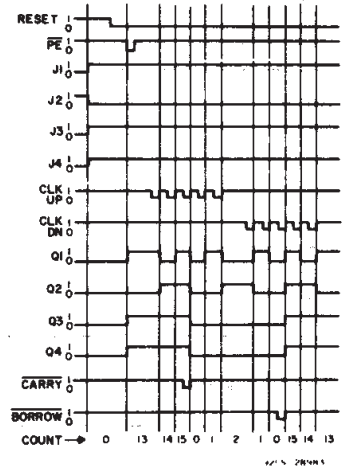 RESET 1 0
PE 1 0
J1 1 0
J2 1 0
J3 1 0
J4 1 0
CLK UP 1 0
CLK DN 1 0
Q1 1 0
Q2 1 0
Q3 1 0
Q4 1 0
CARRY 1 0
BORROW 1 0
COUNT → 0 13 14 15 0 1 2 1 0 15 14 13